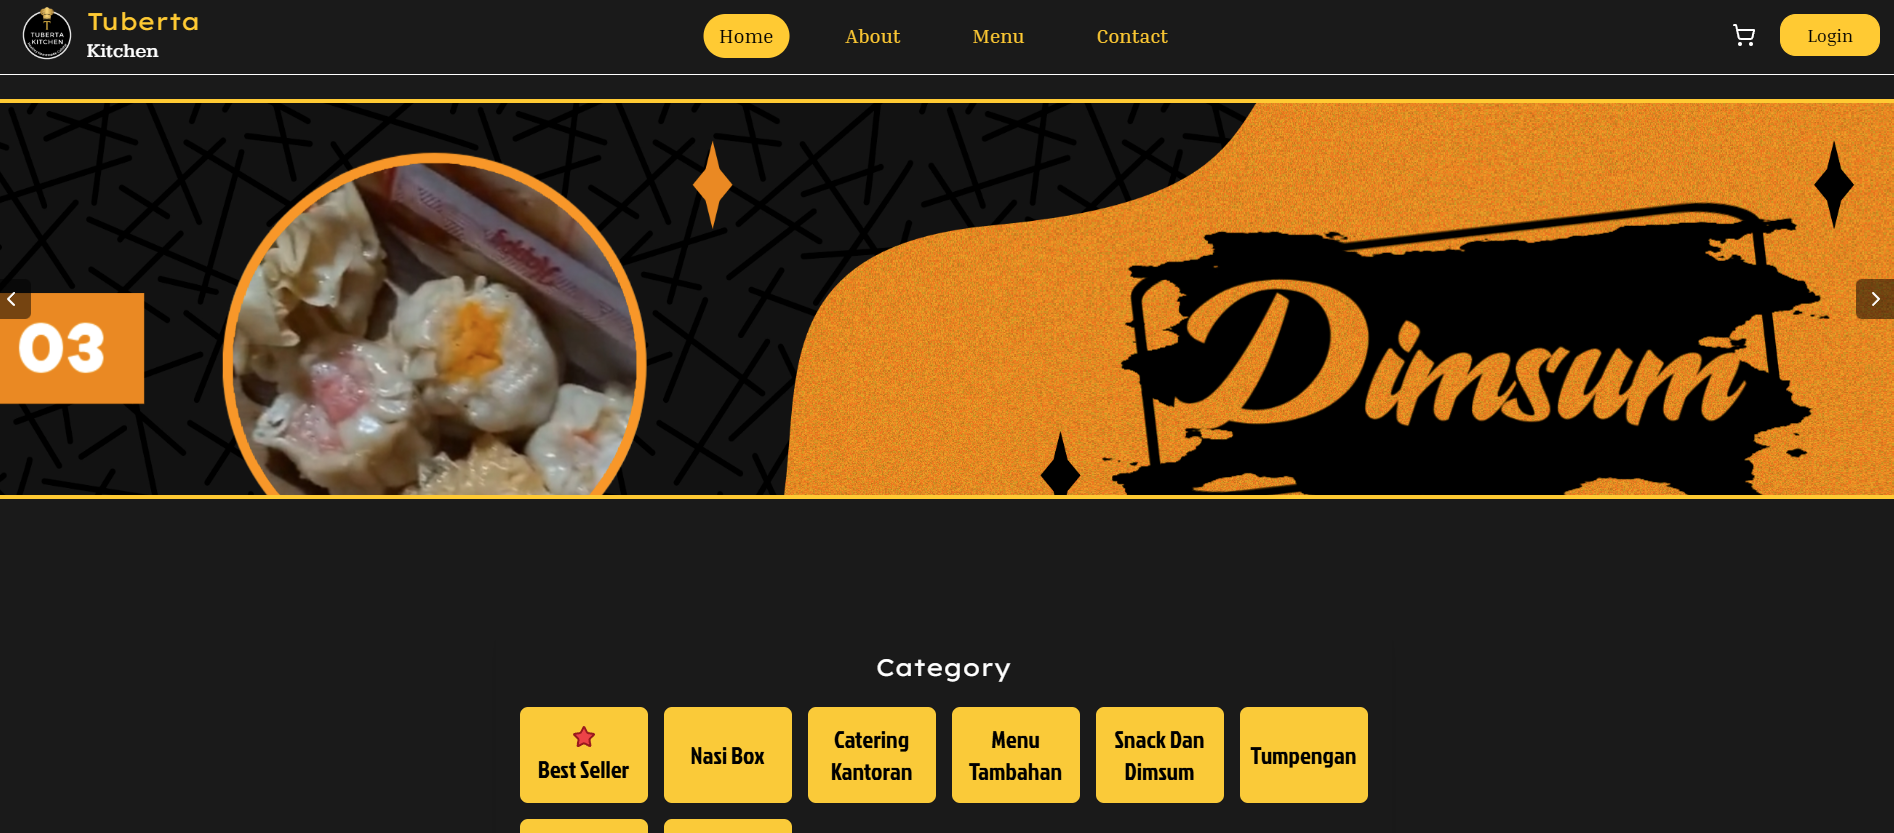 TUBERTA
KITCHEN
Tuberta
Kitchen
Home
About
Menu
Contact
Login
03
Dimsum
Category
Best Seller
Nasi Box
Catering
Kantoran
Menu
Tambahan
Snack Dan
Dimsum
Tumpengan